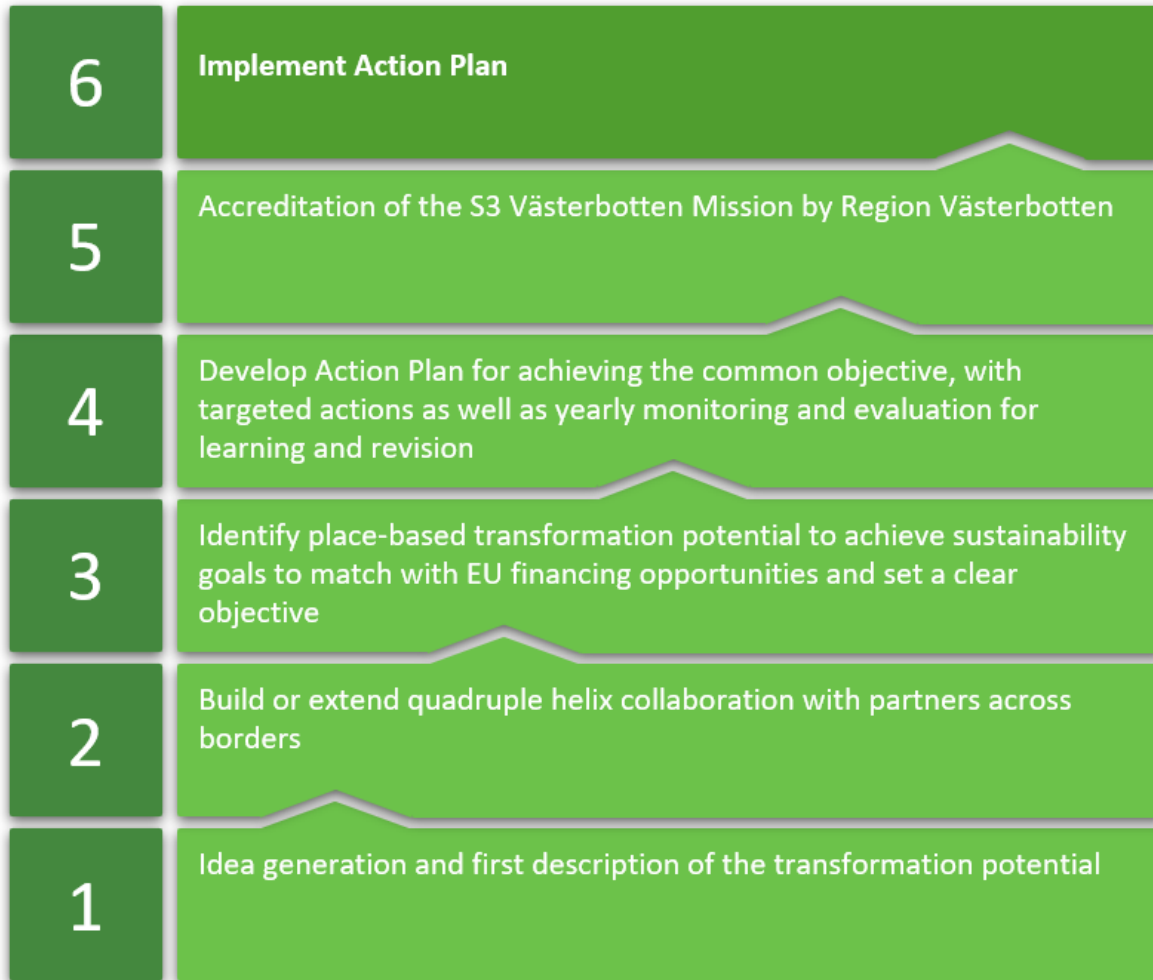 6
Implement Action Plan
5
Accreditation of the S3 Västerbotten Mission by Region Västerbotten
4
Develop Action Plan for achieving the common objective, with
targeted actions as well as yearly monitoring and evaluation for
learning and revision
3
Identify place-based transformation potential to achieve sustainability
goals to match with EU financing opportunities and set a clear
objective
2
Build or extend quadruple helix collaboration with partners across
borders
1
Idea generation and first description of the transformation potential